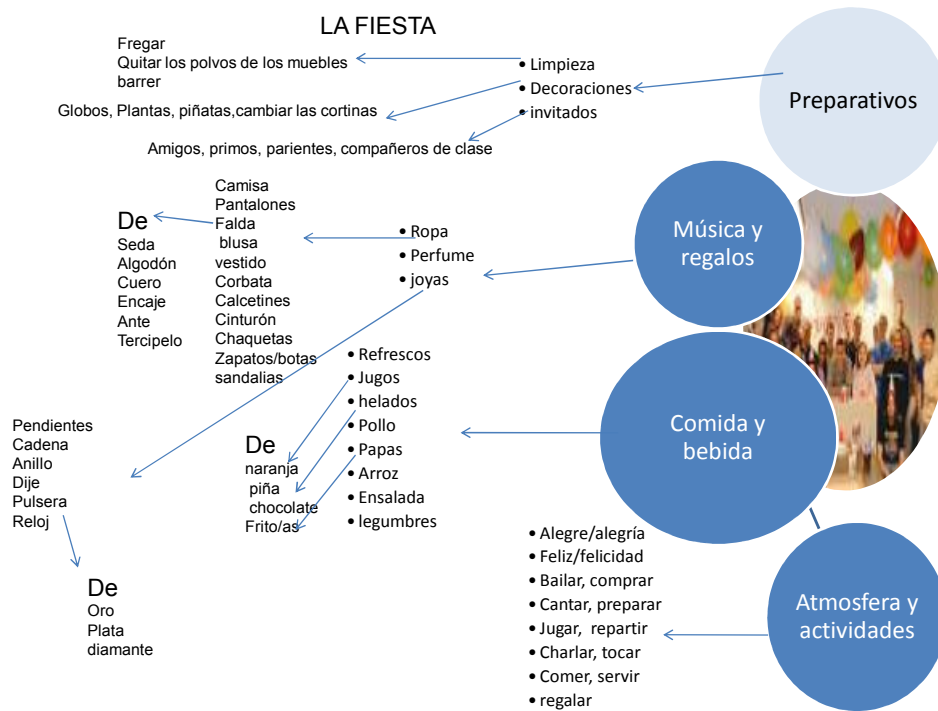 LA FIESTA
Fregar
Quitar los polvos de los muebles
barrer
Globos, Plantas, piñatas,cambiar las cortinas
Amigos, primos, parientes, compañeros de clase
• Limpieza
• Decoraciones
• invitados
Preparativos
De
Seda
Algodón
Cuero
Encaje
Ante
Tercipelo
Camisa
Pantalones
Falda
blusa
vestido
Corbata
Calcetines
Cinturón
Chaquetas
Zapatos/botas
sandalias
• Ropa
• Perfume
• joyas
Música y
regalos
Pendientes
Cadena
Anillo
Dije
Pulsera
Reloj
De
Oro
Plata
diamante
De
naranja
piña
chocolate
Frito/as
• Refrescos
• Jugos
• helados
• Pollo
• Papas
• Arroz
• Ensalada
• legumbres
Comida y
bebida
• Alegre/alegría
• Feliz/felicidad
• Bailar, comprar
• Cantar, preparar
• Jugar, repartir
• Charlar, tocar
• Comer, servir
• regalar
Atmosfera y
actividades